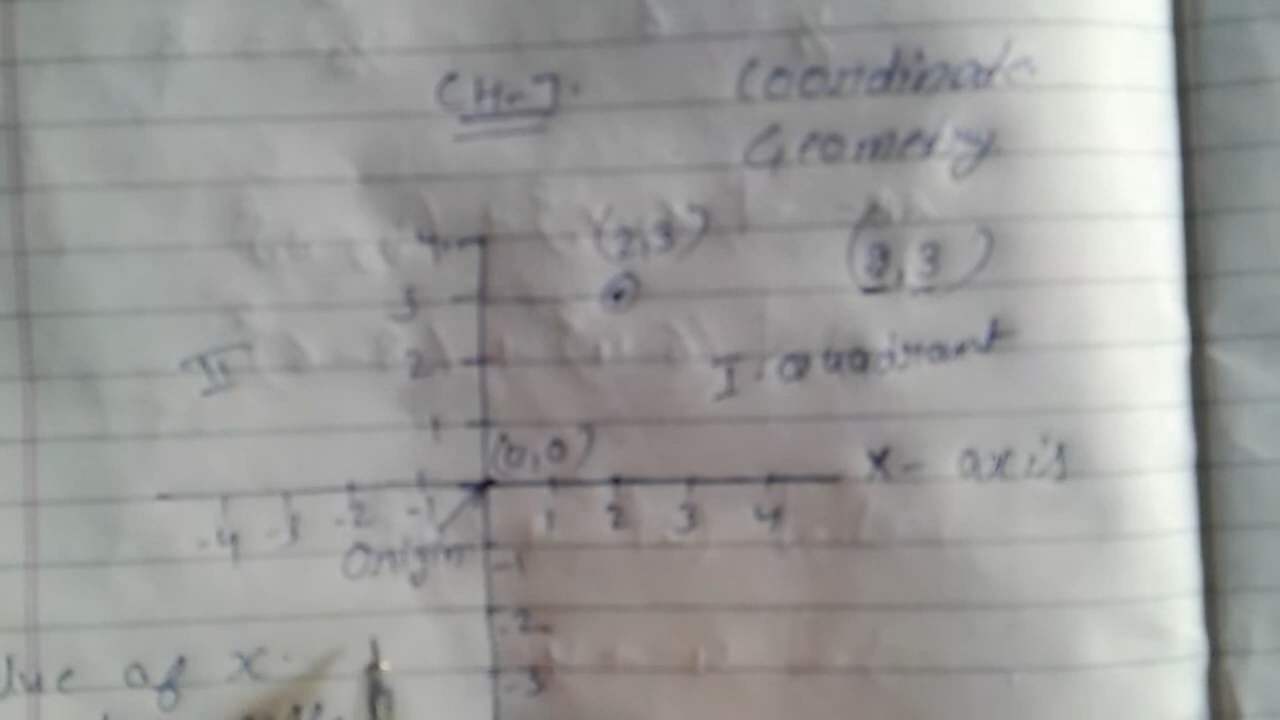 CH-7. Coordinate
Geometry
4 (2,3) (2,3)
3
2
II I. Quadrant
1
(0,0)
X- axis
-4 -3 -2 -1 1 2 3 4
Origin -1
-2
of x.
-3